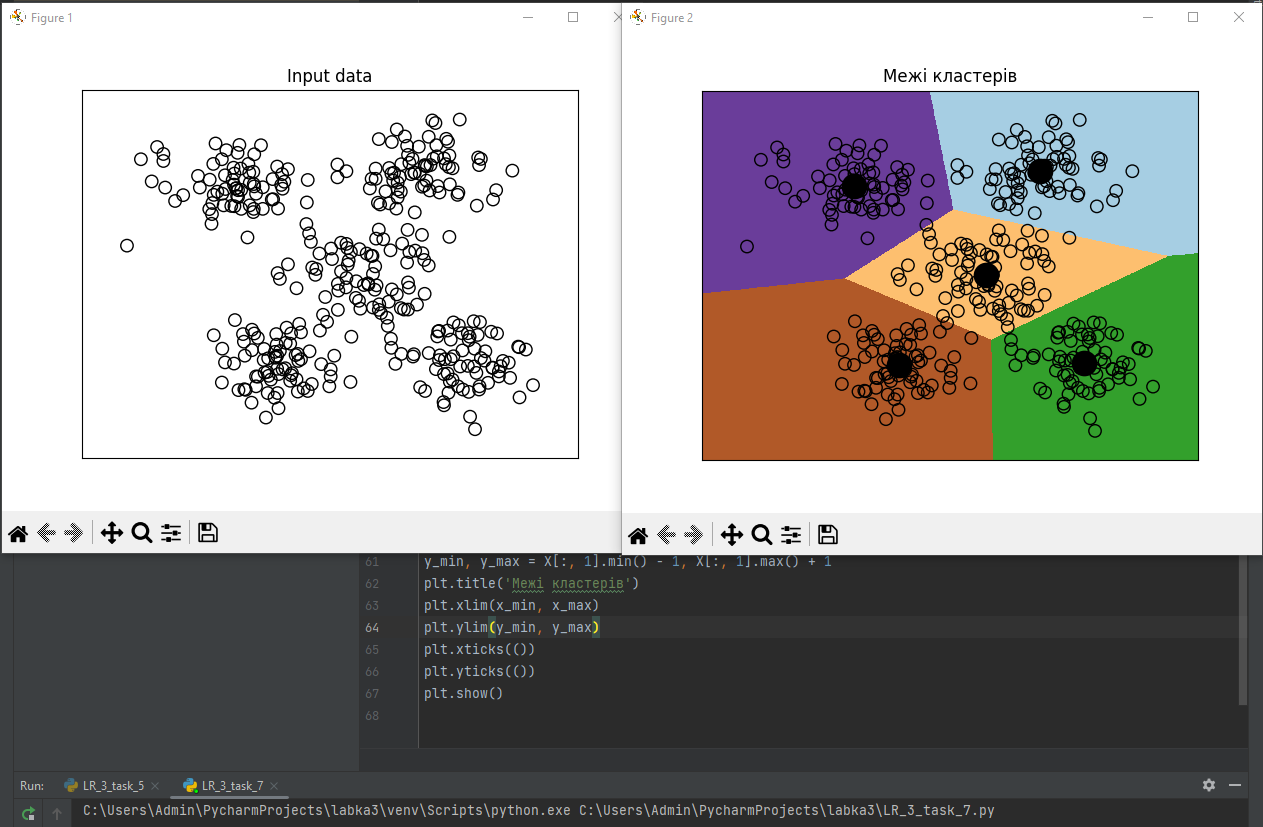 Figure 1
Figure 2
Input data
Межі кластерів
61 y_min, y_max = X[:, 1].min() - 1, X[:, 1].max() + 1
62 plt.title('Межі кластерів')
63 plt.xlim(x_min, x_max)
64 plt.ylim(y_min, y_max)
65 plt.xticks(())
66 plt.yticks(())
67 plt.show()
68
Run: LR_3_task_5 LR_3_task_7
C:\Users\Admin\PycharmProjects\labka3\venv\Scripts\python.exe C:\Users\Admin\PycharmProjects\labka3\LR_3_task_7.py